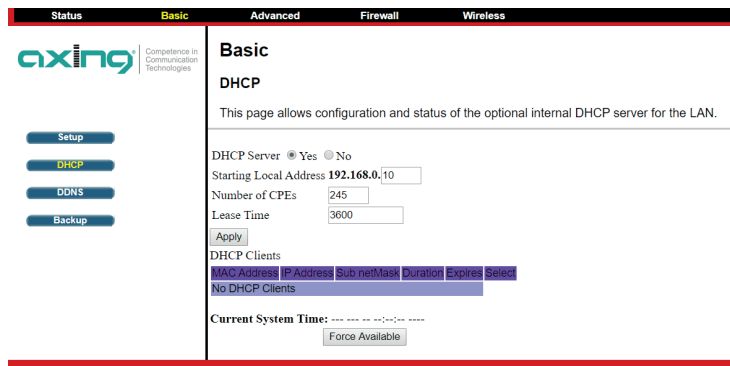 Status Basic Advanced Firewall Wireless
axing Competence in
Communication
Technologies
Setup
DHCP
DDNS
Backup
Basic
DHCP
This page allows configuration and status of the optional internal DHCP server for the LAN.
DHCP Server Yes No
Starting Local Address 192.168.0.10
Number of CPEs 245
Lease Time 3600
Apply
DHCP Clients
MAC Address IP Address Sub netMask Duration Expires Select
No DHCP Clients
Current System Time: --- --- -- --:--:-- ----
Force Available